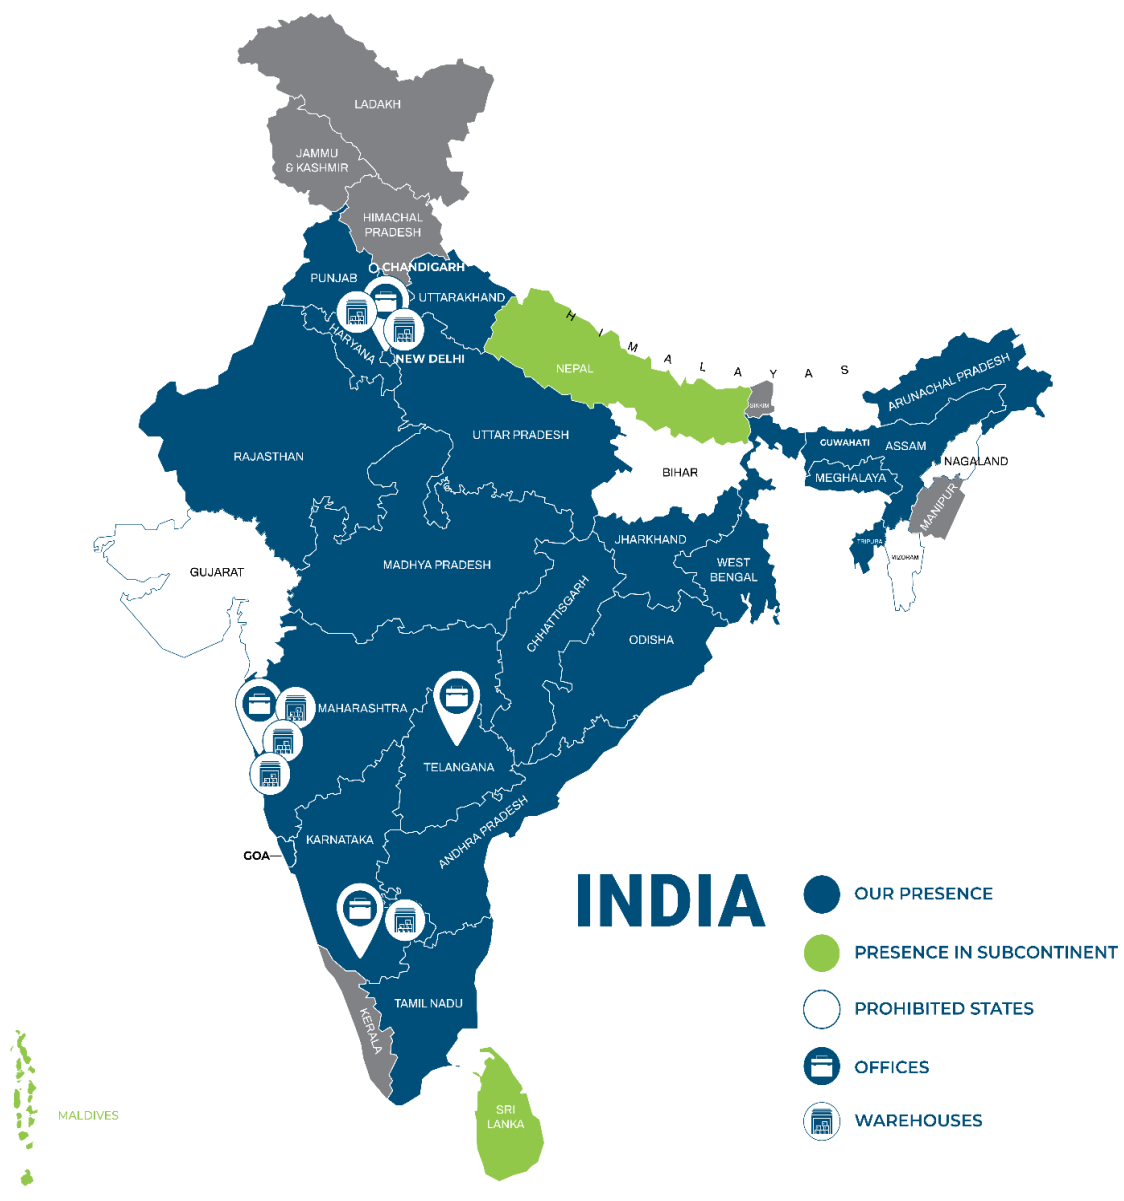 LADAKH
JAMMU
& KASHMIR
HIMACHAL
PRADESH
CHANDIGARH
PUNJAB
UTTARAKHAND
HARYANA
NEW DELHI
HIMALAYAS
NEPAL
SIKKIM
ARUNACHAL PRADESH
RAJASTHAN
UTTAR PRADESH
BIHAR
GUWAHATI
ASSAM
NAGALAND
MEGHALAYA
MANIPUR
TRIPURA
MIZORAM
GUJARAT
MADHYA PRADESH
JHARKHAND
WEST
BENGAL
CHHATTISGARH
ODISHA
MAHARASHTRA
TELANGANA
ANDHRA PRADESH
KARNATAKA
GOA
INDIA
OUR PRESENCE
PRESENCE IN SUBCONTINENT
PROHIBITED STATES
OFFICES
WAREHOUSES
TAMIL NADU
KERALA
MALDIVES
SRI
LANKA